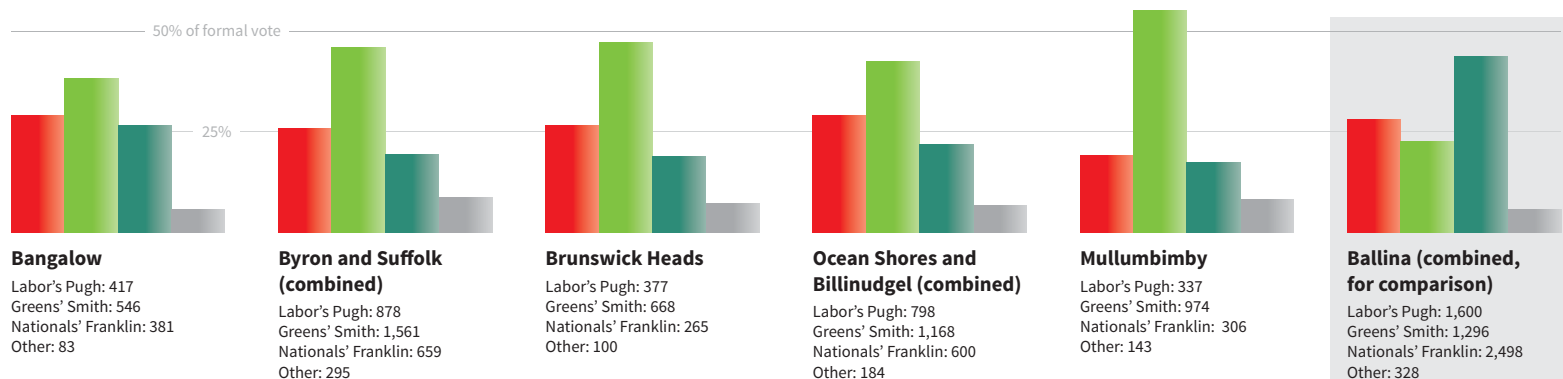 50% of formal vote
25%
Bangalow
Labor's Pugh: 417
Greens' Smith: 546
Nationals' Franklin: 381
Other: 83
Byron and Suffolk
(combined)
Labor's Pugh: 878
Greens' Smith: 1,561
Nationals' Franklin: 659
Other: 295
Brunswick Heads
Labor's Pugh: 377
Greens' Smith: 668
Nationals' Franklin: 265
Other: 100
Ocean Shores and
Billinudgel (combined)
Labor's Pugh: 798
Greens' Smith: 1,168
Nationals' Franklin: 600
Other: 184
Mullumbimby
Labor's Pugh: 337
Greens' Smith: 974
Nationals' Franklin: 306
Other: 143
Ballina (combined,
for comparison)
Labor's Pugh: 1,600
Greens' Smith: 1,296
Nationals' Franklin: 2,498
Other: 328